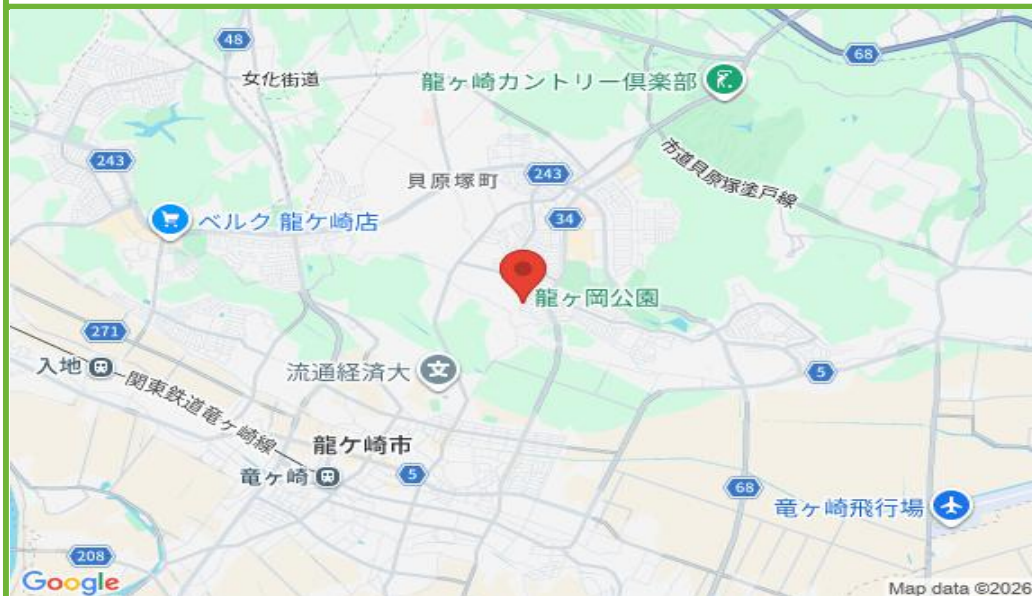 48
68
女化街道
龍ヶ崎カントリー倶楽部
243
市道貝原塚塗戸線
貝原塚町
243
34
ベルク 龍ケ崎店
龍ヶ岡公園
271
入地
流通経済大
文
5
関東鉄道竜ヶ崎線
龍ケ崎市
竜ヶ崎
5
68
竜ヶ崎飛行場
208
Google
Map data ©2026